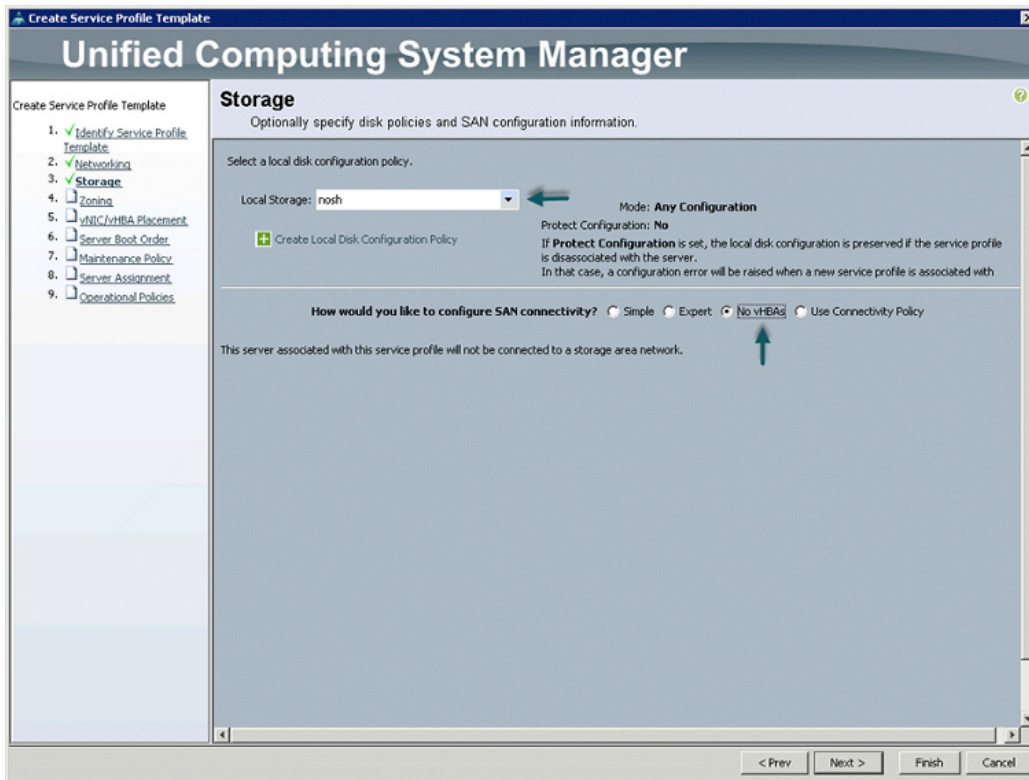 Create Service Profile Template
Unified Computing System Manager
Create Service Profile Template
1. Identify Service Profile
Template
2. Networking
3. Storage
4. Zoning
5. vNIC/vHBA Placement
6. Server Boot Order
7. Maintenance Policy
8. Server Assignment
9. Operational Policies
Storage
Optionally specify disk policies and SAN configuration information.
Select a local disk configuration policy.
Local Storage: nosh
Create Local Disk Configuration Policy
Mode: Any Configuration
Protect Configuration: No
If Protect Configuration is set, the local disk configuration is preserved if the service profile
is disassociated with the server.
In that case, a configuration error will be raised when a new service profile is associated with
How would you like to configure SAN connectivity? Simple Expert No vHBAs Use Connectivity Policy
This server associated with this service profile will not be connected to a storage area network.
< Prev Next > Finish Cancel